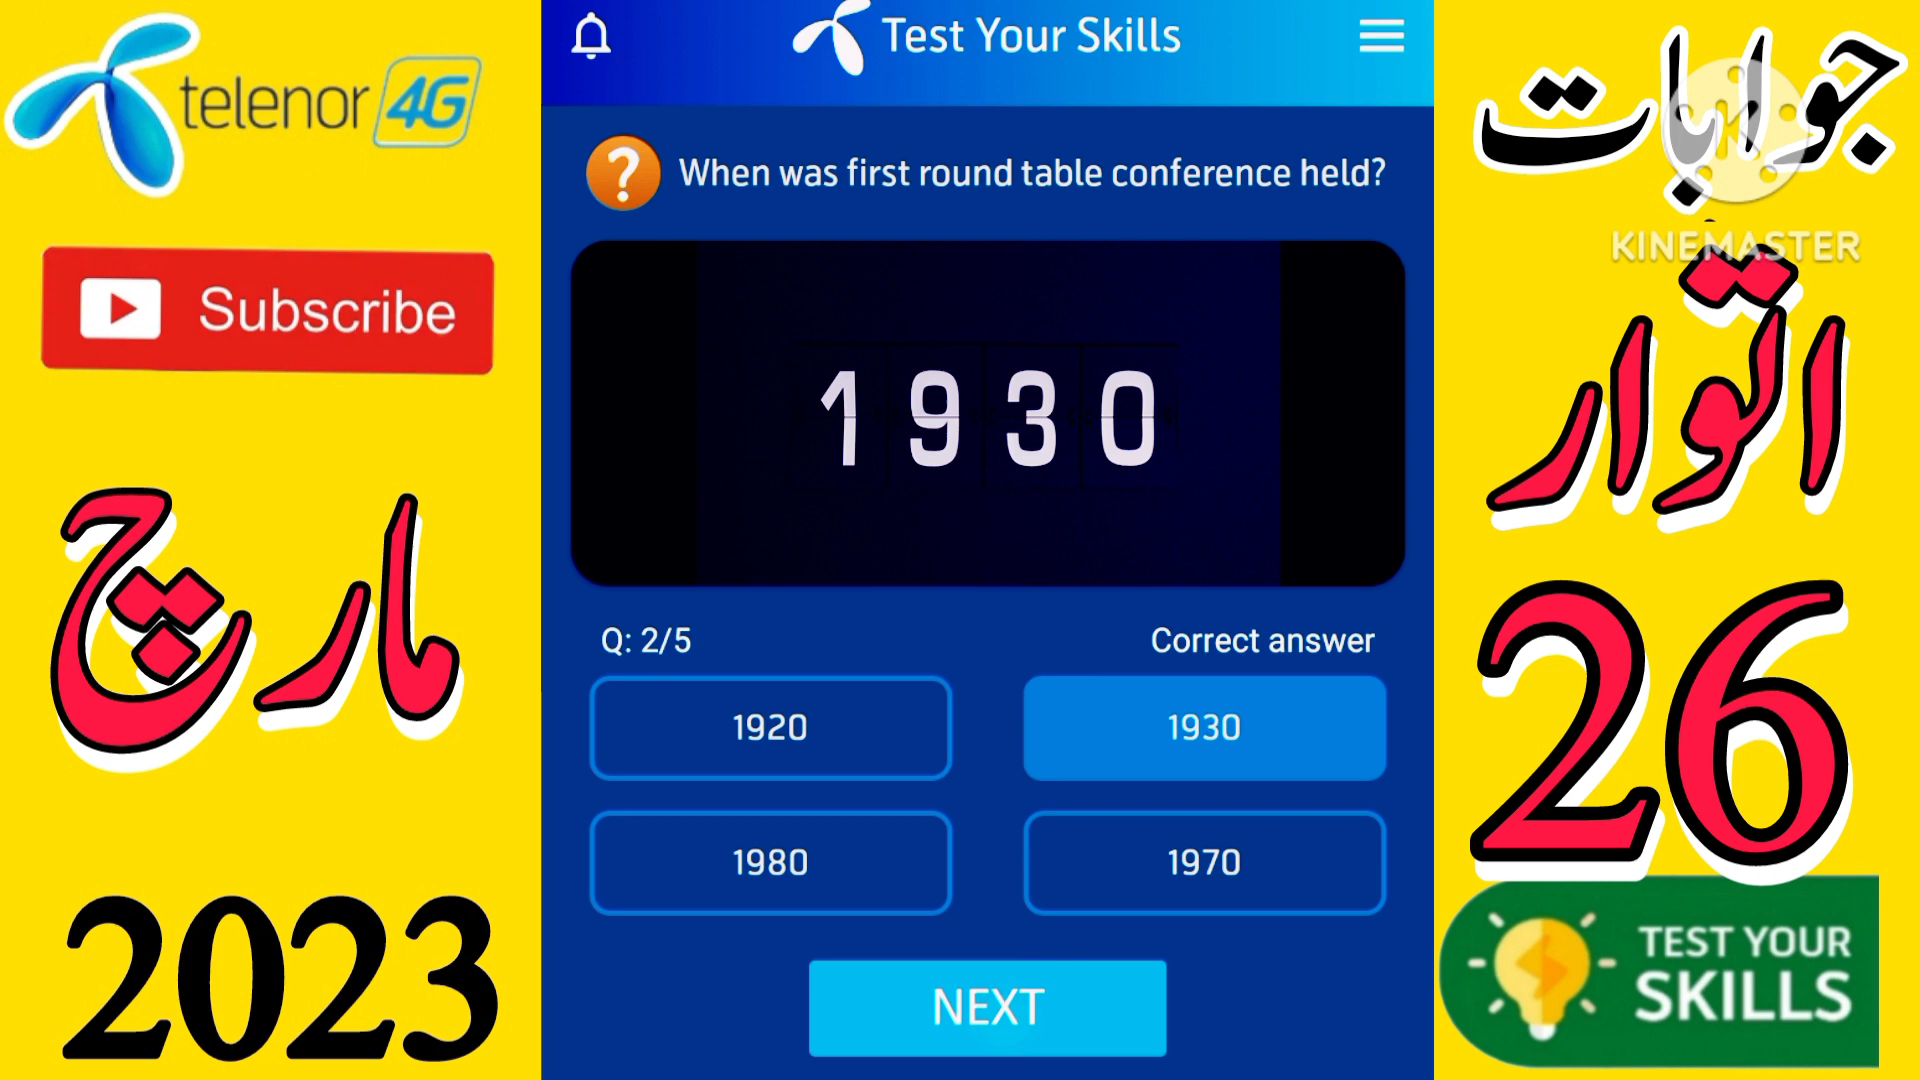 telenor 4G
Subscribe
مارچ
2023
Test Your Skills
?
When was first round table conference held?
1930
Q: 2/5
Correct answer
1920
1930
1980
1970
NEXT
جوابات
KINEMASTER
اتوار
26
TEST YOUR
SKILLS